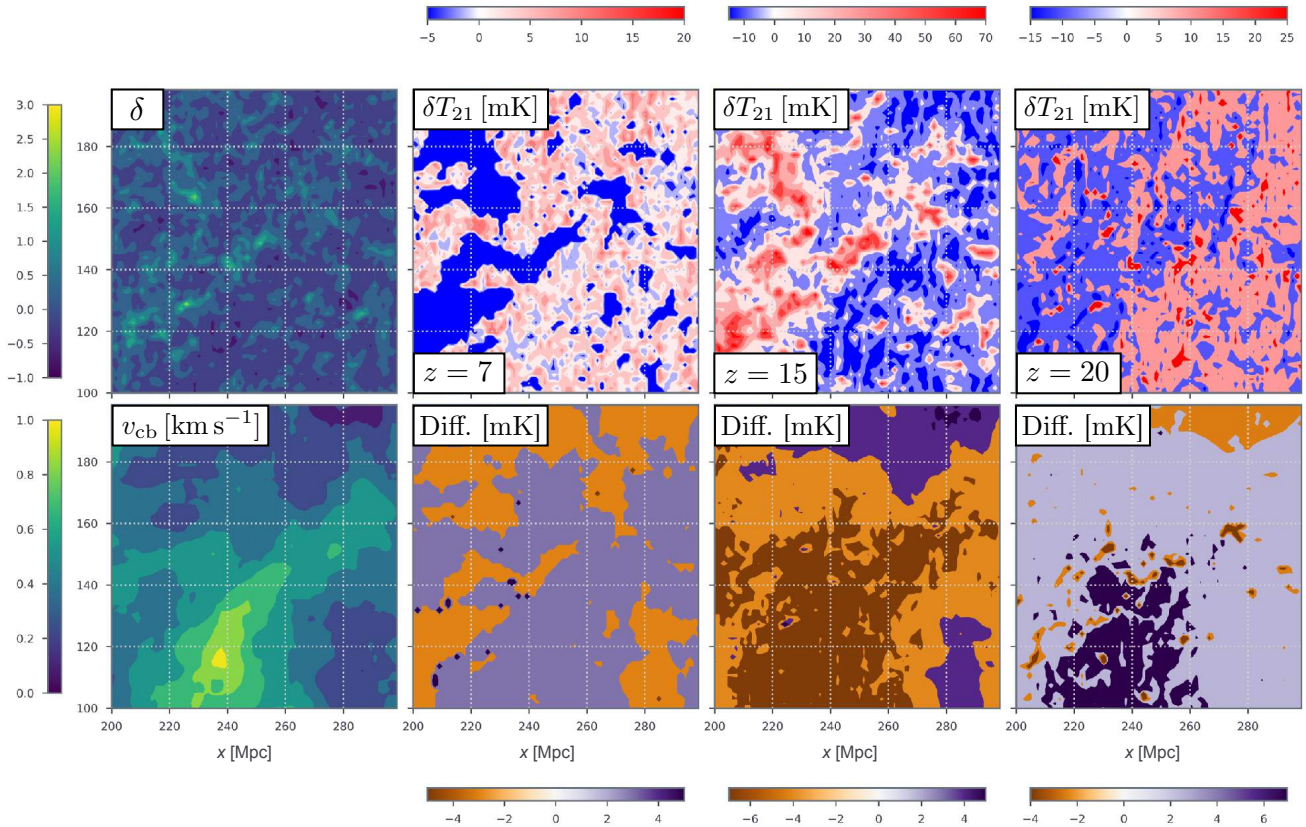 −5 0 5 10 15 20
−10 0 10 20 30 40 50 60 70
−15 −10 −5 0 5 10 15 20 25
3.0
2.5
2.0
1.5
1.0
0.5
0.0
−0.5
−1.0
δ
180
160
140
120
100
δT21 [mK]
z = 7
δT21 [mK]
z = 15
δT21 [mK]
z = 20
1.0
0.8
0.6
0.4
0.2
0.0
vcb [km s−1]
180
160
140
120
100
Diff. [mK]
Diff. [mK]
Diff. [mK]
200 220 240 260 280
200 220 240 260 280
200 220 240 260 280
200 220 240 260 280
x [Mpc]
x [Mpc]
x [Mpc]
x [Mpc]
−4 −2 0 2 4
−6 −4 −2 0 2 4
−4 −2 0 2 4 6